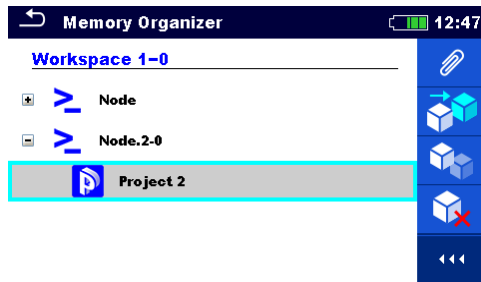 Memory Organizer
12:47
Workspace 1-0
Node
Node.2-0
Project 2